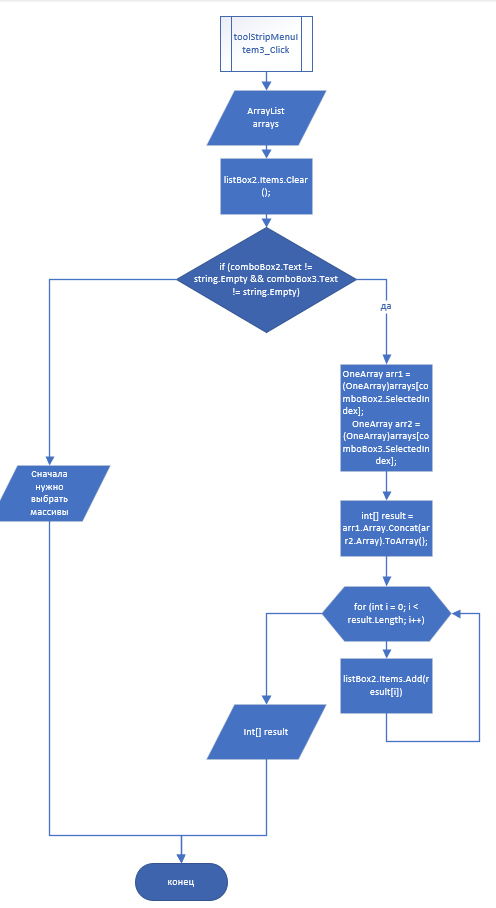 toolStripMenuI
tem3_Click
ArrayList
arrays
listBox2.Items.Clear
();
if (comboBox2.Text !=
string.Empty && comboBox3.Text
!= string.Empty)
да
OneArray arr1 =
(OneArray)arrays[co
mboBox2.SelectedIn
dex];
OneArray arr2 =
(OneArray)arrays[co
mboBox3.SelectedIn
dex];
Сначала
нужно
выбрать
массивы
int[] result =
arr1.Array.Concat(ar
r2.Array).ToArray();
for (int i = 0; i <
result.Length; i++)
listBox2.Items.Add(r
esult[i])
Int[] result
конец